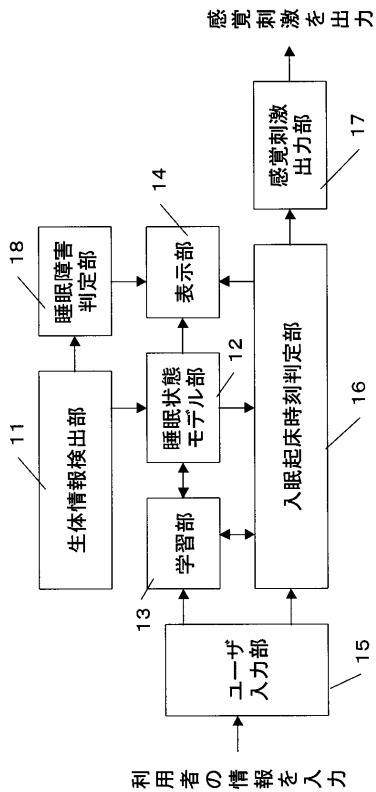 11
生体情報検出部
18
睡眠障害
判定部
13
学習部
睡眠状態
モデル部
12
14
表示部
利用者の情報を入力
ユーザ
入力部
15
入眠起床時刻判定部
16
感覚刺激
出力部
17
感覚刺激を出力